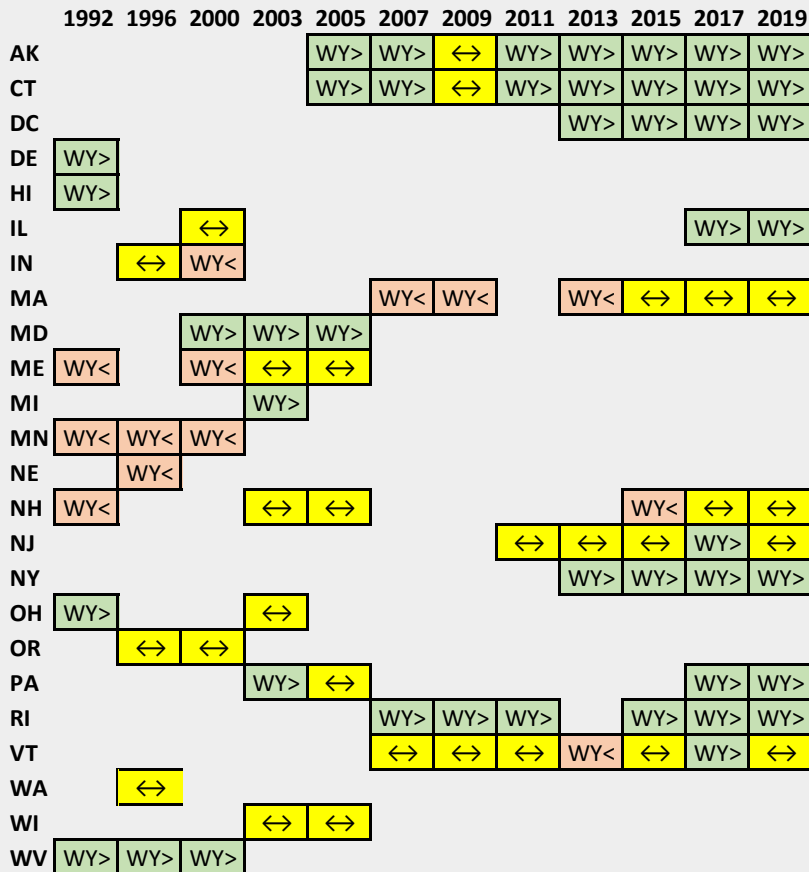 1992 1996 2000 2003 2005 2007 2009 2011 2013 2015 2017 2019
AK WY> WY> ↔ WY> WY> WY> WY> WY>
CT WY> WY> ↔ WY> WY> WY> WY> WY>
DC WY> WY> WY> WY>
DE WY>
HI WY>
IL ↔ WY> WY>
IN ↔ WY<
MA WY< WY< WY< ↔ ↔ ↔
MD WY> WY> WY>
ME WY< WY< ↔ ↔
MI WY>
MN WY< WY< WY<
NE WY<
NH WY< ↔ ↔ WY< ↔ ↔
NJ ↔ ↔ ↔ WY> ↔
NY WY> WY> WY> WY>
OH WY> ↔
OR ↔ ↔
PA WY> ↔ WY> WY>
RI WY> WY> WY> WY> WY> WY>
VT ↔ ↔ ↔ WY< ↔ WY> ↔
WA ↔
WI ↔ ↔
WV WY> WY> WY>